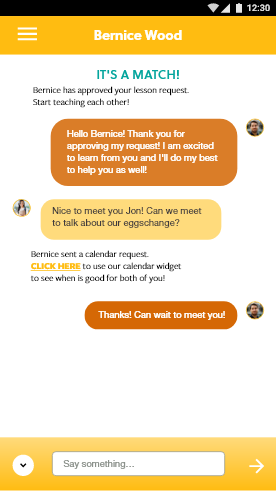 12:30
Bernice Wood
IT'S A MATCH!
Bernice has approved your lesson request.
Start teaching each other!
Hello Bernice! Thank you for
approving my request! I am excited
to learn from you and I'll do my best
to help you as well!
Nice to meet you Jon! Can we meet
to talk about our eggschange?
Bernice sent a calendar request.
CLICK HERE to use our calendar widget
to see when is good for both of you!
Thanks! Can wait to meet you!
Say something...